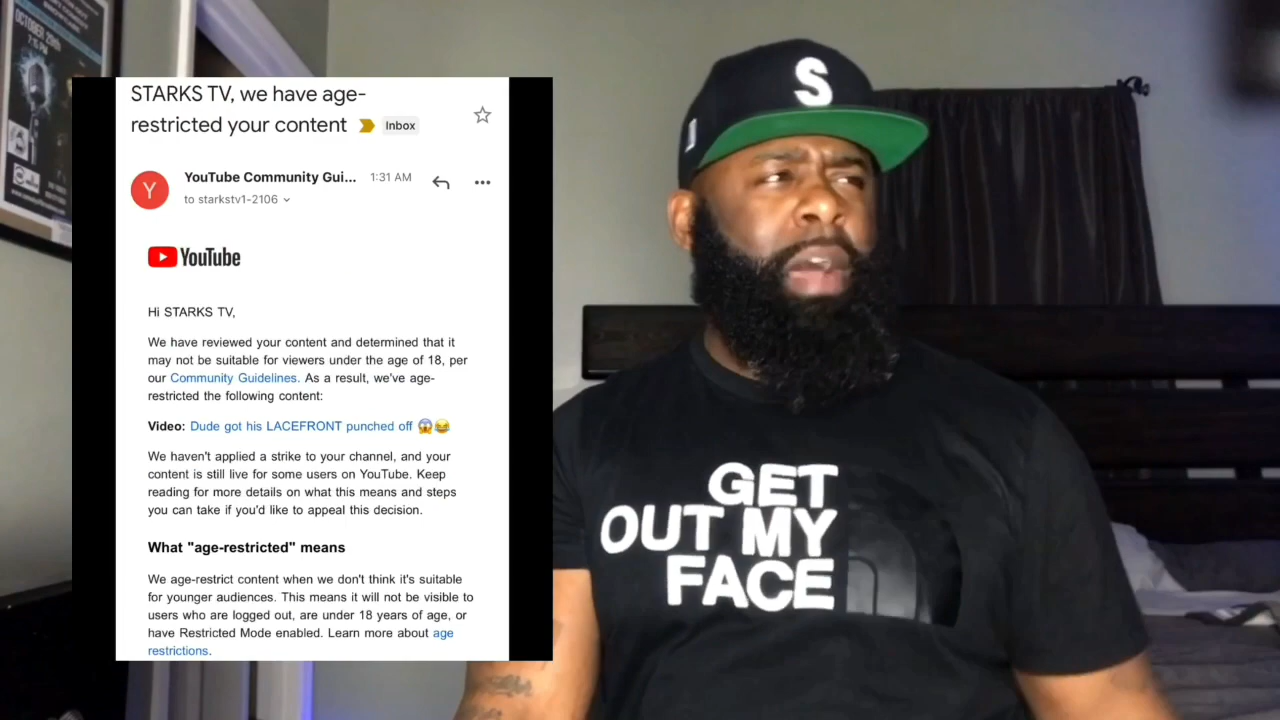 OCTOBER 29th
7:15 PM
STARKS TV, we have age-
restricted your content Inbox
Y
YouTube Community Gui... 1:31 AM
to starkstv1-2106
YouTube
Hi STARKS TV,
We have reviewed your content and determined that it
may not be suitable for viewers under the age of 18, per
our Community Guidelines. As a result, we've age-
restricted the following content:
Video: Dude got his LACEFRONT punched off 😱😂
We haven't applied a strike to your channel, and your
content is still live for some users on YouTube. Keep
reading for more details on what this means and steps
you can take if you'd like to appeal this decision.
What "age-restricted" means
We age-restrict content when we don't think it's suitable
for younger audiences. This means it will not be visible to
users who are logged out, are under 18 years of age, or
have Restricted Mode enabled. Learn more about age
restrictions.
S
GET
OUT MY
FACE